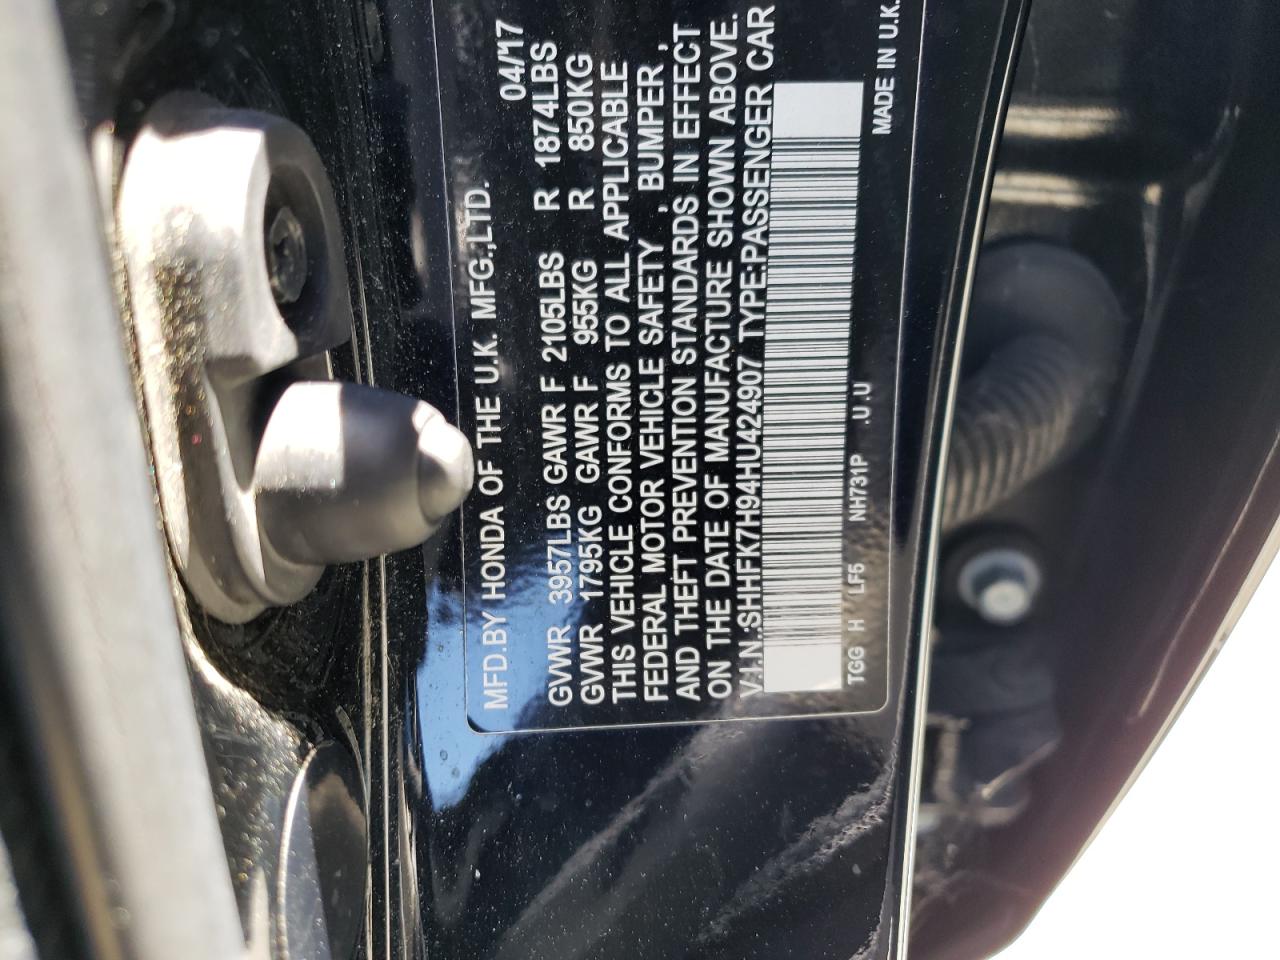 MFD.BY HONDA OF THE U.K. MFG.,LTD. 04/17
GVWR 3957LBS GAWR F 2105LBS R 1874LBS
GVWR 1795KG GAWR F 955KG R 850KG
THIS VEHICLE CONFORMS TO ALL APPLICABLE
FEDERAL MOTOR VEHICLE SAFETY , BUMPER ,
AND THEFT PREVENTION STANDARDS IN EFFECT
ON THE DATE OF MANUFACTURE SHOWN ABOVE.
V.I.N.:SHHFK7H94HU424907 TYPE:PASSENGER CAR
TGG H LF5 NH731P .U.U MADE IN U.K.